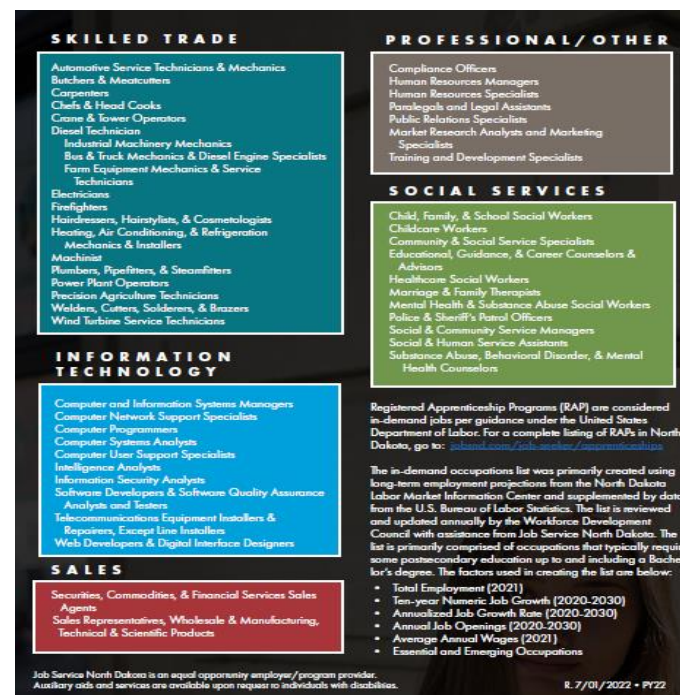 SKILLED TRADE
Automotive Service Technicians & Mechanics
Butchers & Meatcutters
Carpenters
Chefs & Head Cooks
Crane & Tower Operators
Diesel Technician
Industrial Machinery Mechanics
Bus & Truck Mechanics & Diesel Engine Specialists
Farm Equipment Mechanics & Service
Technicians
Electricians
Firefighters
Hairdressers, Hairstylists, & Cosmetologists
Heating, Air Conditioning, & Refrigeration
Mechanics & Installers
Machinist
Plumbers, Pipefitters, & Steamfitters
Power Plant Operators
Precision Agriculture Technicians
Welders, Cutters, Solderers, & Brazers
Wind Turbine Service Technicians
INFORMATION
TECHNOLOGY
Computer and Information Systems Managers
Computer Network Support Specialists
Computer Programmers
Computer Systems Analysts
Computer User Support Specialists
Intelligence Analysts
Information Security Analysts
Software Developers & Software Quality Assurance
Analysts and Testers
Telecommunications Equipment Installers &
Repairers, Except Line Installers
Web Developers & Digital Interface Designers
SALES
Securities, Commodities, & Financial Services Sales
Agents
Sales Representatives, Wholesale & Manufacturing,
Technical & Scientific Products
PROFESSIONAL/OTHER
Compliance Officers
Human Resources Managers
Human Resources Specialists
Paralegals and Legal Assistants
Public Relations Specialists
Market Research Analysts and Marketing
Specialists
Training and Development Specialists
SOCIAL SERVICES
Child, Family, & School Social Workers
Childcare Workers
Community & Social Service Specialists
Educational, Guidance, & Career Counselors &
Advisors
Healthcare Social Workers
Marriage & Family Therapists
Mental Health & Substance Abuse Social Workers
Police & Sheriff's Patrol Officers
Social & Community Service Managers
Social & Human Service Assistants
Substance Abuse, Behavioral Disorder, & Mental
Health Counselors
Registered Apprenticeship Programs (RAP) are considered
in-demand jobs per guidance under the United States
Department of Labor. For a complete listing of RAPs in North
Dakota, go to: jobsnd.com/job-seeker/apprenticeships
The in-demand occupations list was primarily created using
long-term employment projections from the North Dakota
Labor Market Information Center and supplemented by data
from the U.S. Bureau of Labor Statistics. The list is reviewed
and updated annually by the Workforce Development
Council with assistance from Job Service North Dakota. The
list is primarily comprised of occupations that typically requir
some postsecondary education up to and including a Bache
lor's degree. The factors used in creating the list are below:
• Total Employment (2021)
• Ten-year Numeric Job Growth (2020-2030)
• Annualized Job Growth Rate (2020-2030)
• Annual Job Openings (2020-2030)
• Average Annual Wages (2021)
• Essential and Emerging Occupations
Job Service North Dakota is an equal opportunity employer/program provider.
Auxiliary aids and services are available upon request to individuals with disabilities.
R. 7/01/2022 • PY22